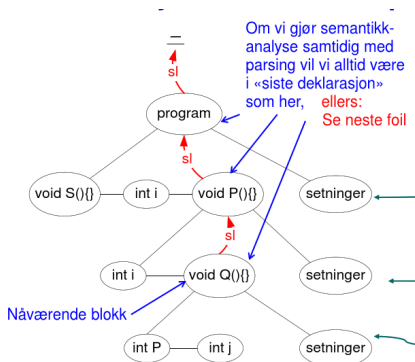 Om vi gjør semantikk-
analyse samtidig med
parsing vil vi alltid være
i «siste deklarasjon»
som her, ellers:
Se neste foil
sl
program
sl
void S(){}
int i
void P(){}
setninger
sl
int i
void Q(){}
setninger
Nåværende blokk
int P
int j
setninger